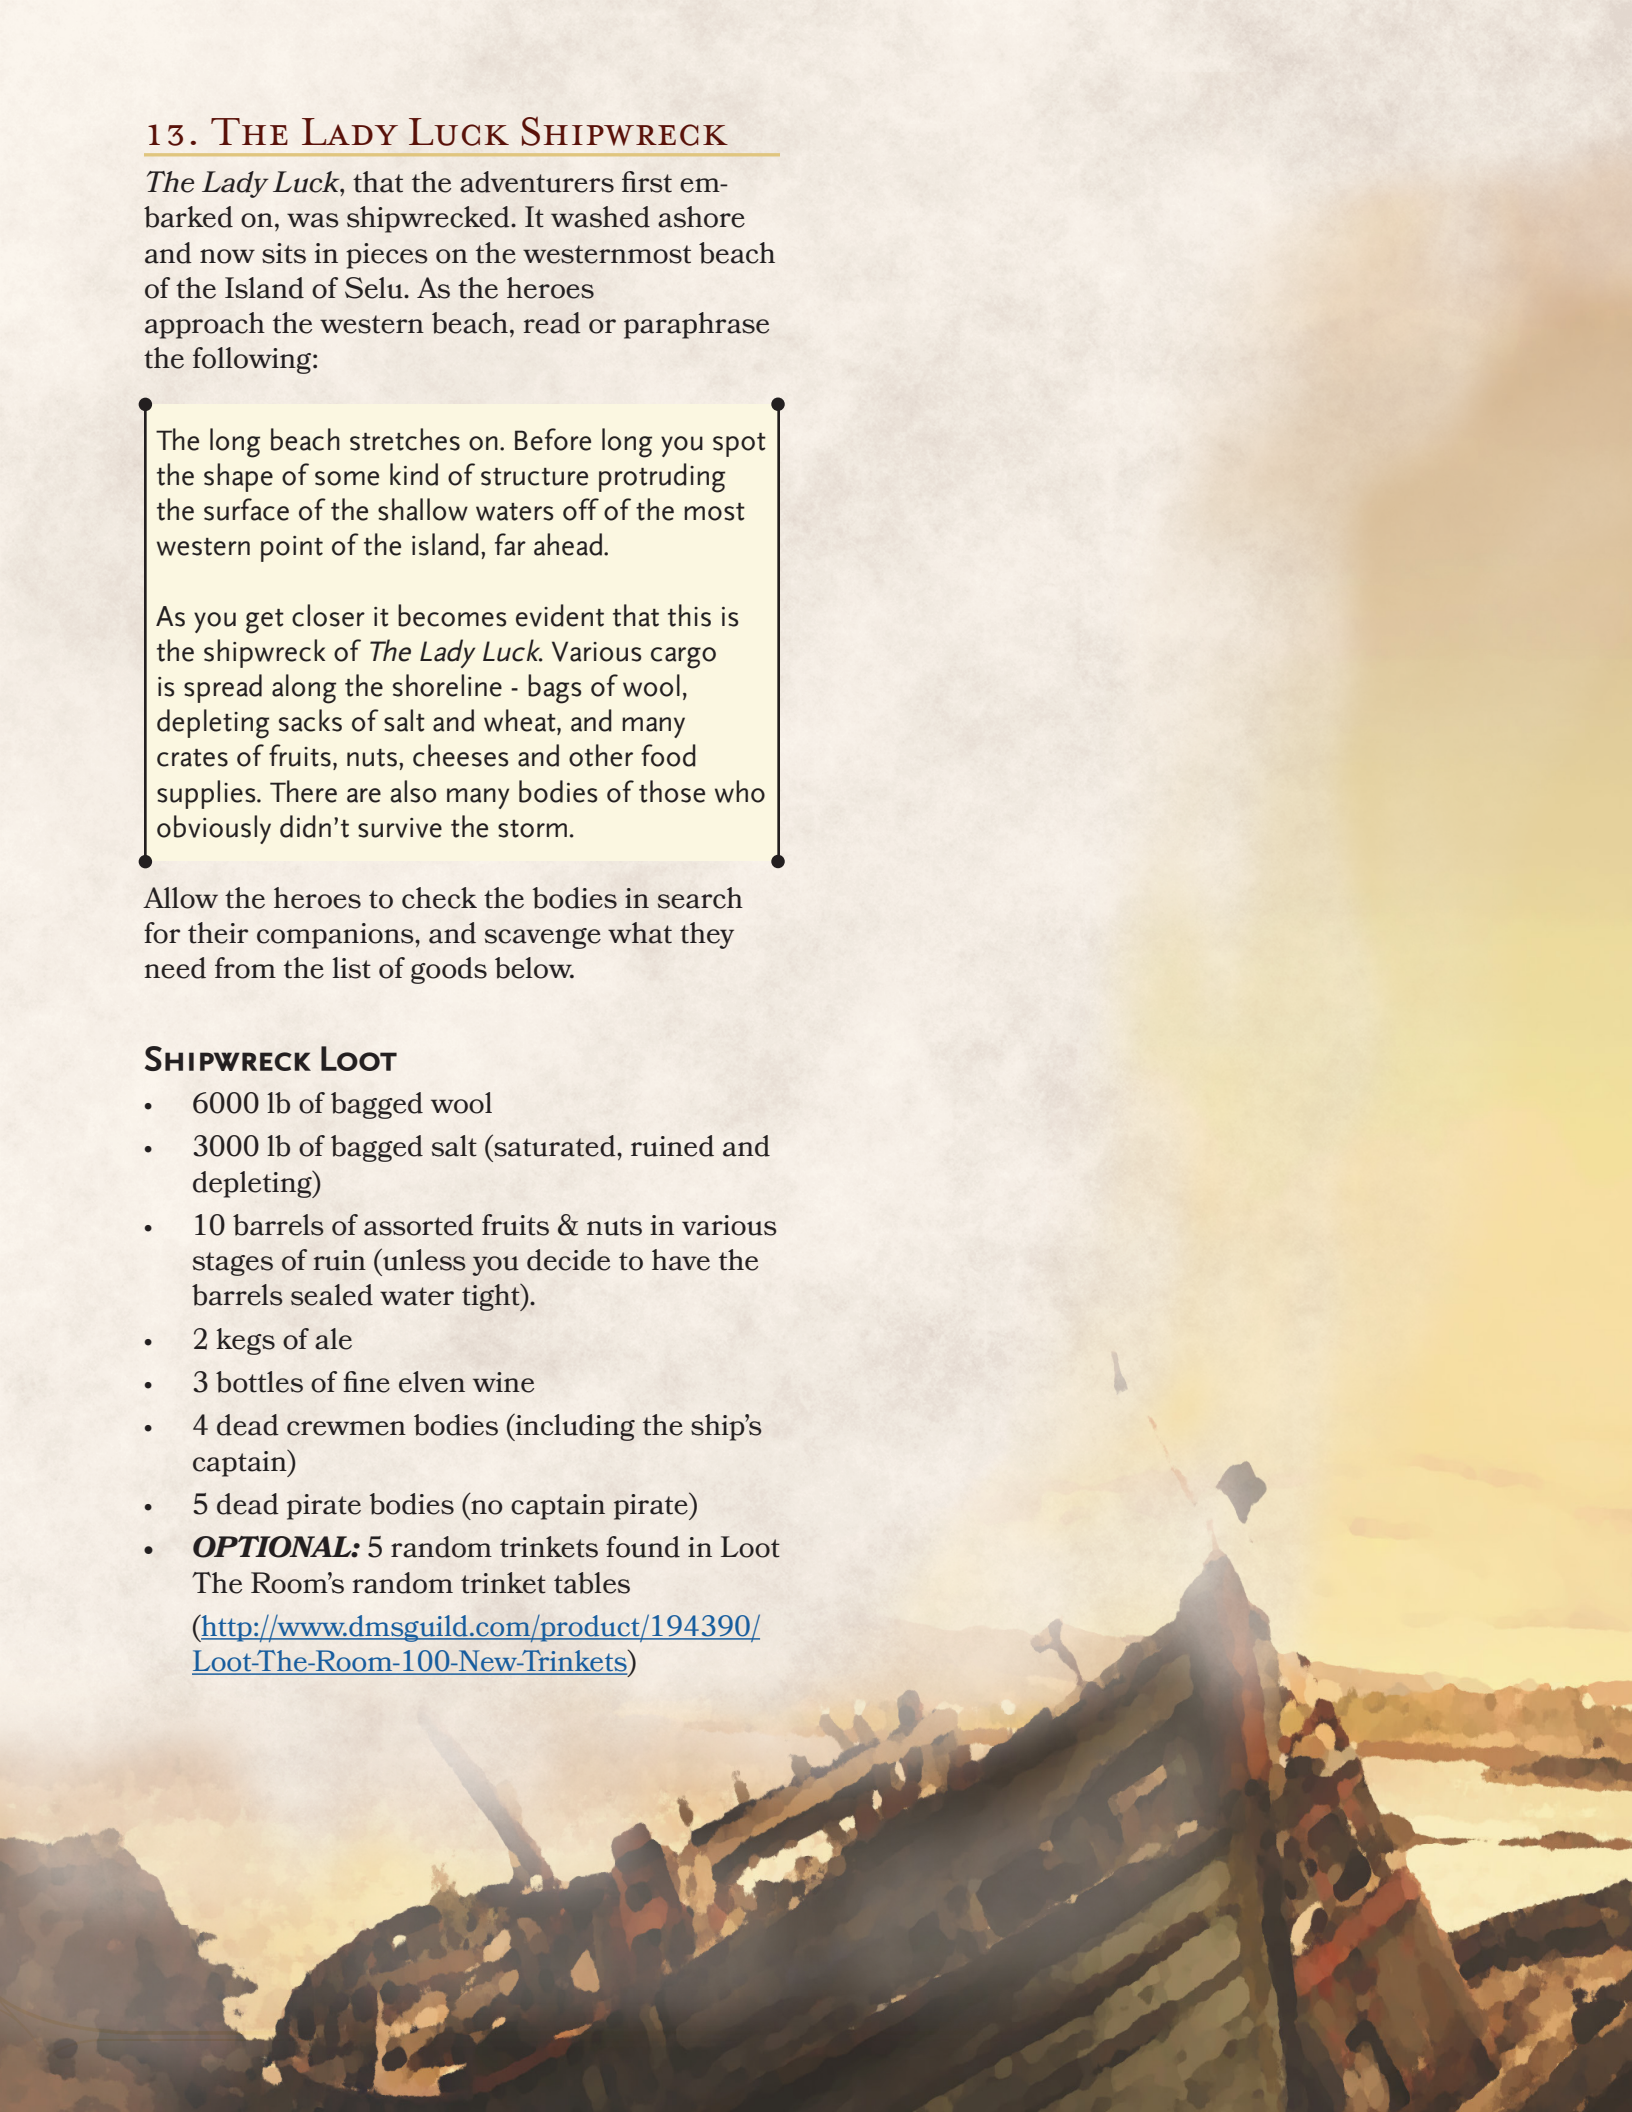 13. The Lady Luck Shipwreck
The Lady Luck, that the adventurers first em-
barked on, was shipwrecked. It washed ashore
and now sits in pieces on the westernmost beach
of the Island of Selu. As the heroes
approach the western beach, read or paraphrase
the following:
The long beach stretches on. Before long you spot
the shape of some kind of structure protruding
the surface of the shallow waters off of the most
western point of the island, far ahead.
As you get closer it becomes evident that this is
the shipwreck of The Lady Luck. Various cargo
is spread along the shoreline - bags of wool,
depleting sacks of salt and wheat, and many
crates of fruits, nuts, cheeses and other food
supplies. There are also many bodies of those who
obviously didn't survive the storm.
Allow the heroes to check the bodies in search
for their companions, and scavenge what they
need from the list of goods below.
Shipwreck Loot
• 6000 lb of bagged wool
• 3000 lb of bagged salt (saturated, ruined and
depleting)
• 10 barrels of assorted fruits & nuts in various
stages of ruin (unless you decide to have the
barrels sealed water tight).
• 2 kegs of ale
• 3 bottles of fine elven wine
• 4 dead crewmen bodies (including the ship's
captain)
• 5 dead pirate bodies (no captain pirate)
• OPTIONAL: 5 random trinkets found in Loot
The Room's random trinket tables
(http://www.dmsguild.com/product/194390/
Loot-The-Room-100-New-Trinkets)